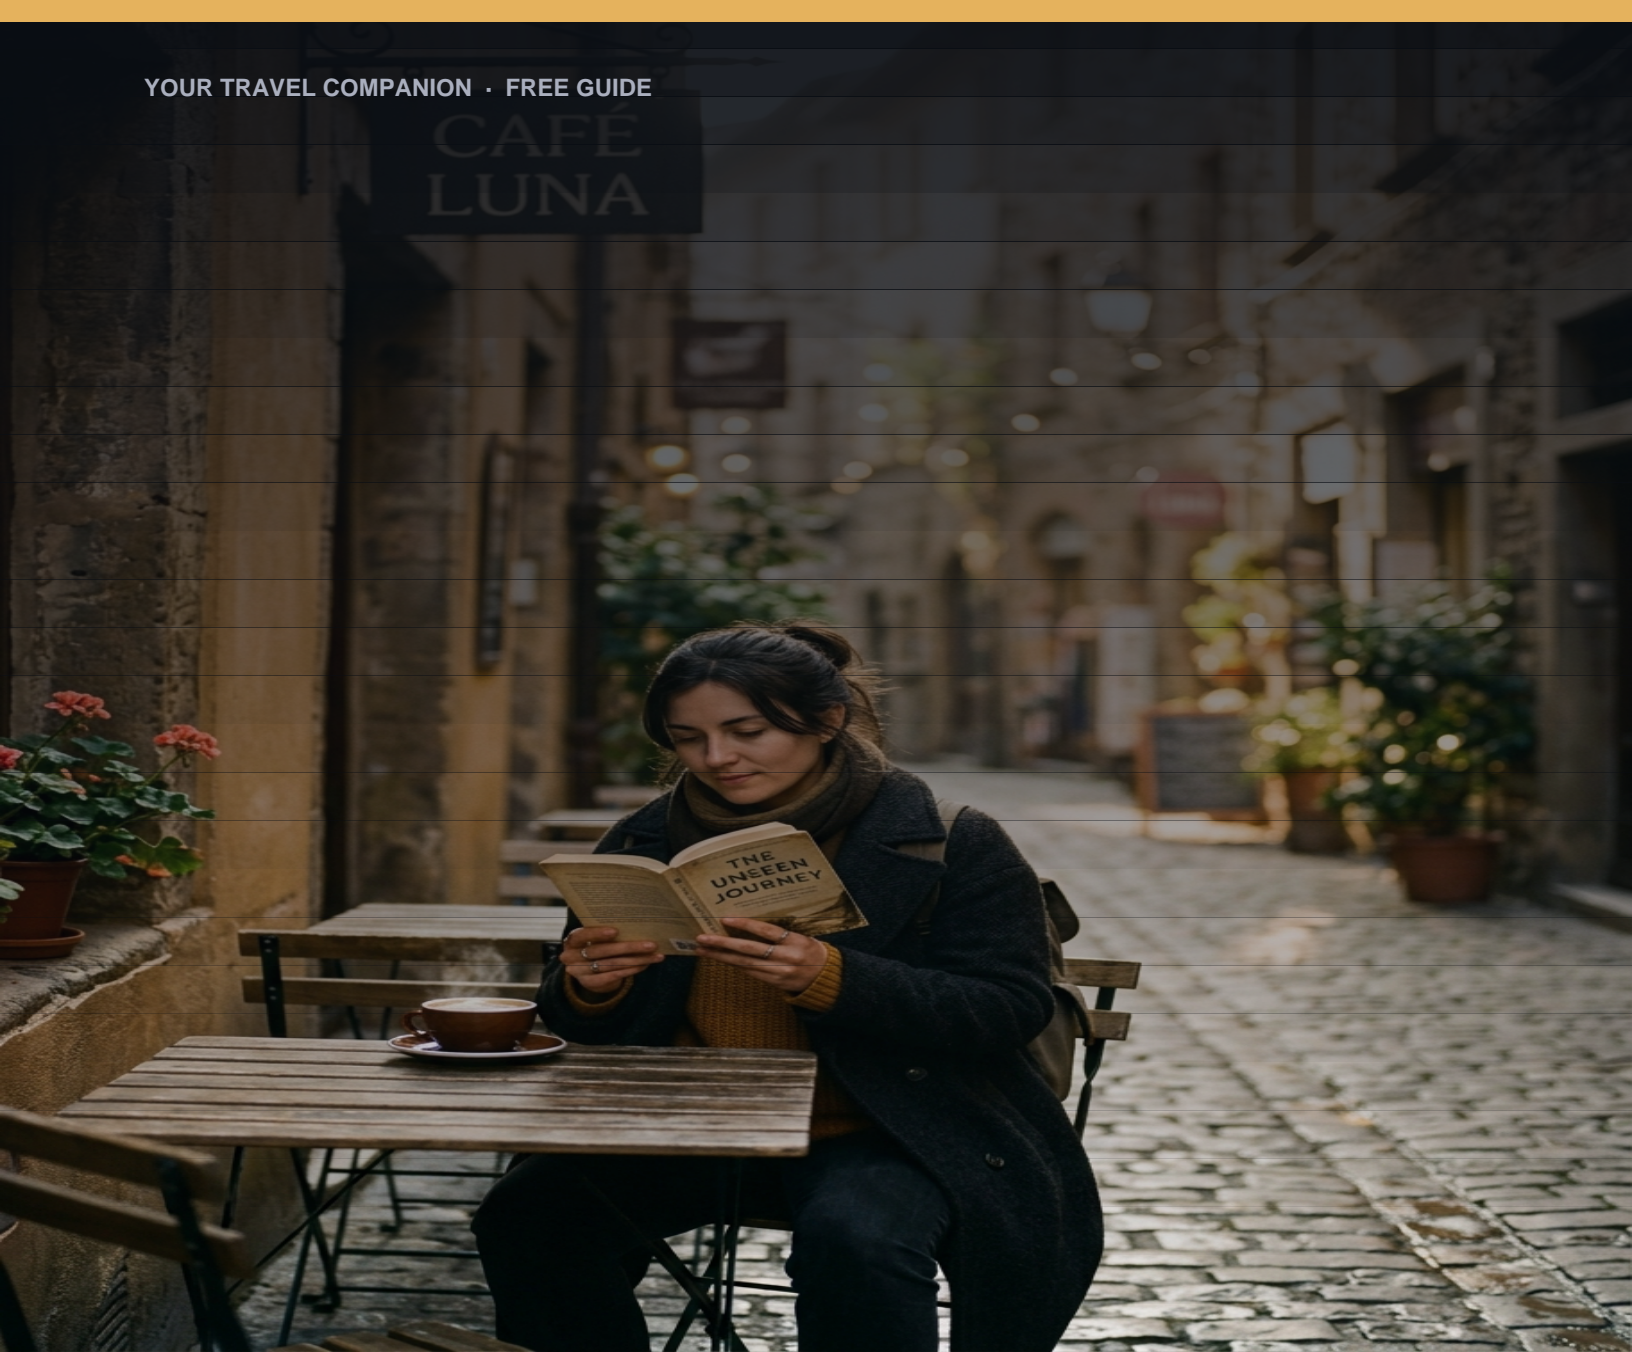 YOUR TRAVEL COMPANION · FREE GUIDE
CAFÉ
LUNA
THE
UNSEEN
JOURNEY